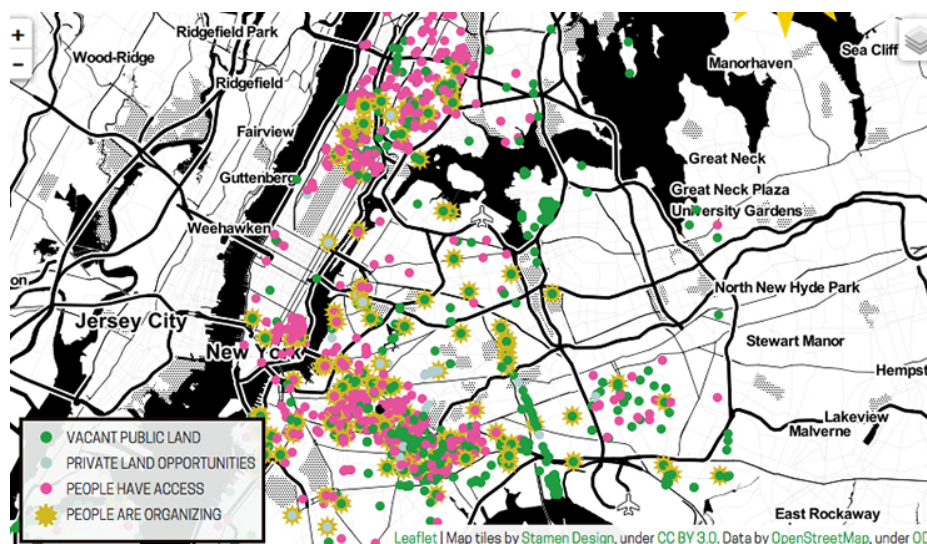 +
−
Ridgefield Park
Wood-Ridge
Ridgefield
Fairview
Guttenberg
Weehawken
on
Jersey City
New York
Sea Cliff
Manorhaven
Great Neck
Great Neck Plaza
University Gardens
North New Hyde Park
Stewart Manor
Hempst
Lakeview
Malverne
East Rockaway
VACANT PUBLIC LAND
PRIVATE LAND OPPORTUNITIES
PEOPLE HAVE ACCESS
PEOPLE ARE ORGANIZING
Leaflet | Map tiles by Stamen Design, under CC BY 3.0. Data by OpenStreetMap, under OD